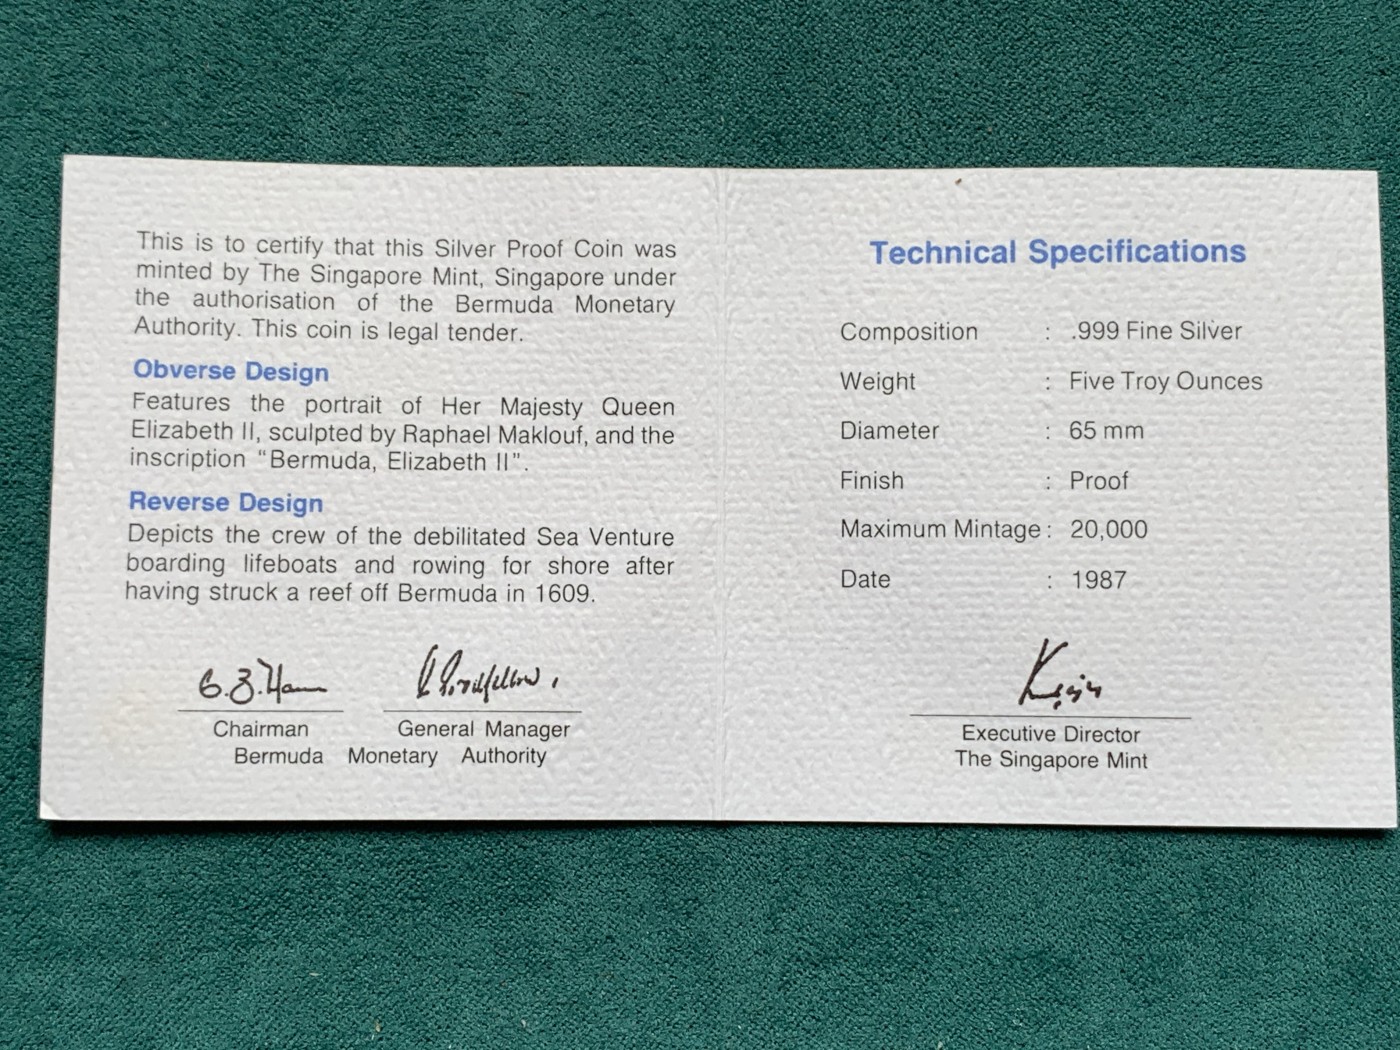 This is to certify that this Silver Proof Coin was
minted by The Singapore Mint, Singapore under
the authorisation of the Bermuda Monetary
Authority. This coin is legal tender.
Obverse Design
Features the portrait of Her Majesty Queen
Elizabeth II, sculpted by Raphael Maklouf, and the
inscription “Bermuda, Elizabeth II”.
Reverse Design
Depicts the crew of the debilitated Sea Venture
boarding lifeboats and rowing for shore after
having struck a reef off Bermuda in 1609.
Chairman General Manager
Bermuda Monetary Authority
Technical Specifications
Composition : .999 Fine Silver
Weight : Five Troy Ounces
Diameter : 65 mm
Finish : Proof
Maximum Mintage : 20,000
Date : 1987
Executive Director
The Singapore Mint